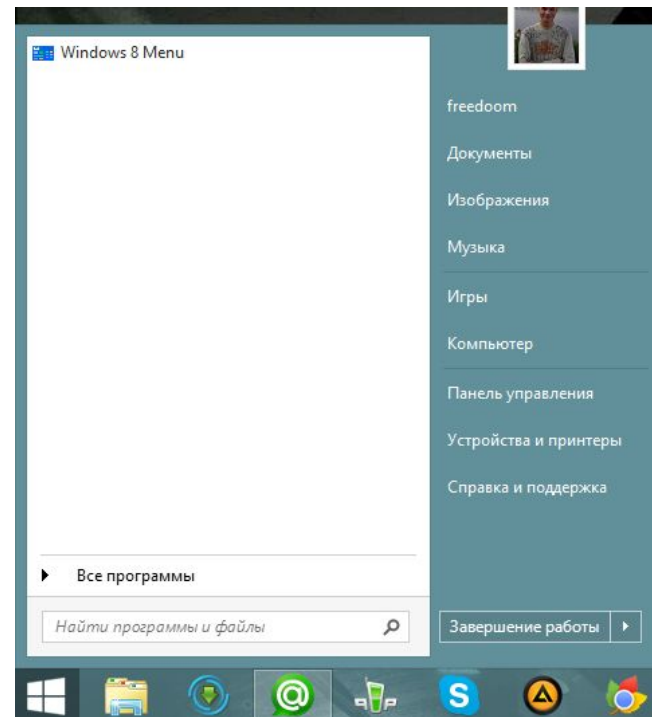 Windows 8 Menu
freedoom
Документы
Изображения
Музыка
Игры
Компьютер
Панель управления
Устройства и принтеры
Справка и поддержка
Все программы
Найти программы и файлы
Завершение работы